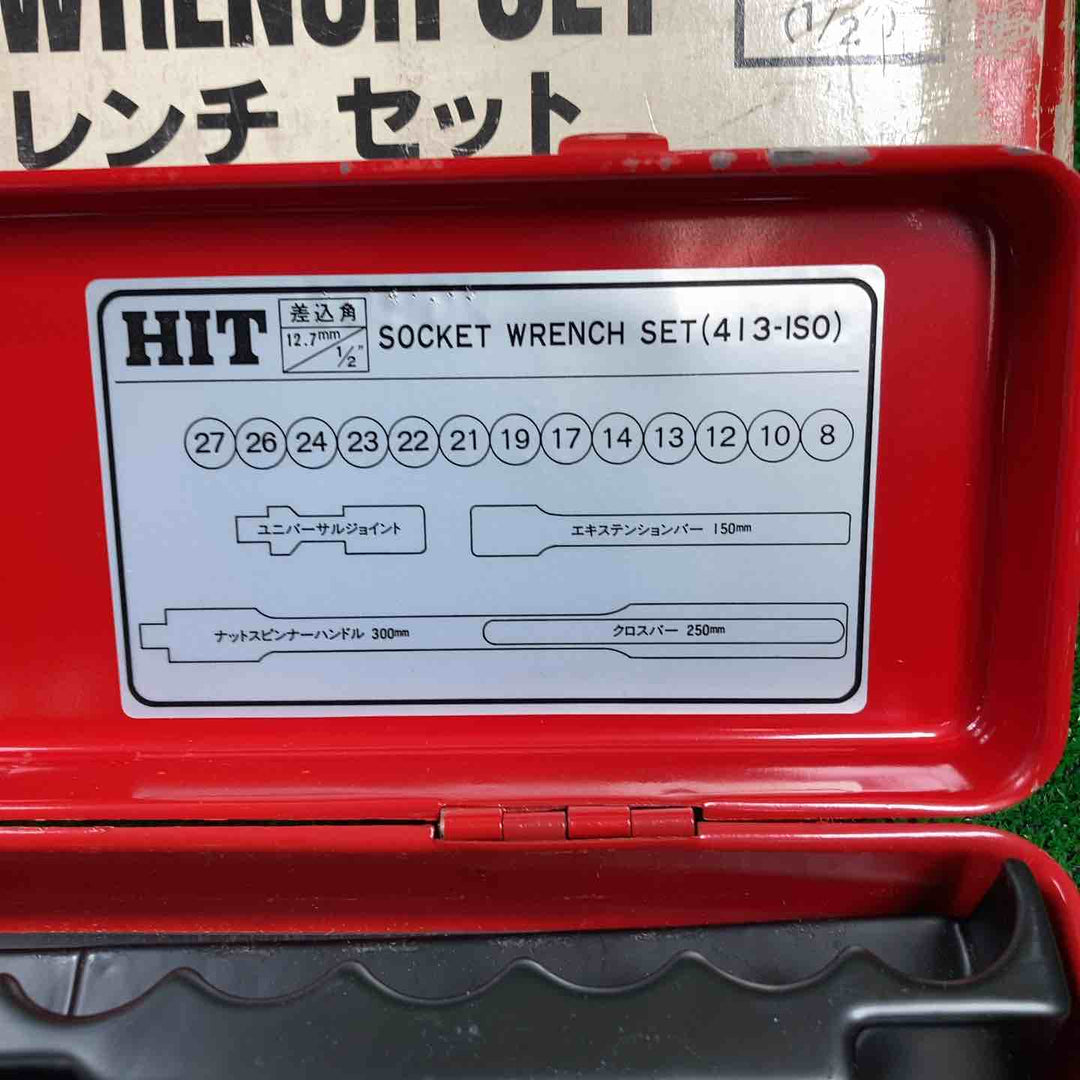 WRENCH SET
(1/2")
レンチ セット
HIT 差込角 12.7mm 1/2" SOCKET WRENCH SET(413-ISO)
27 26 24 23 22 21 19 17 14 13 12 10 8
ユニバーサルジョイント エキステンションバー 150mm
ナットスピンナーハンドル 300mm クロスバー 250mm